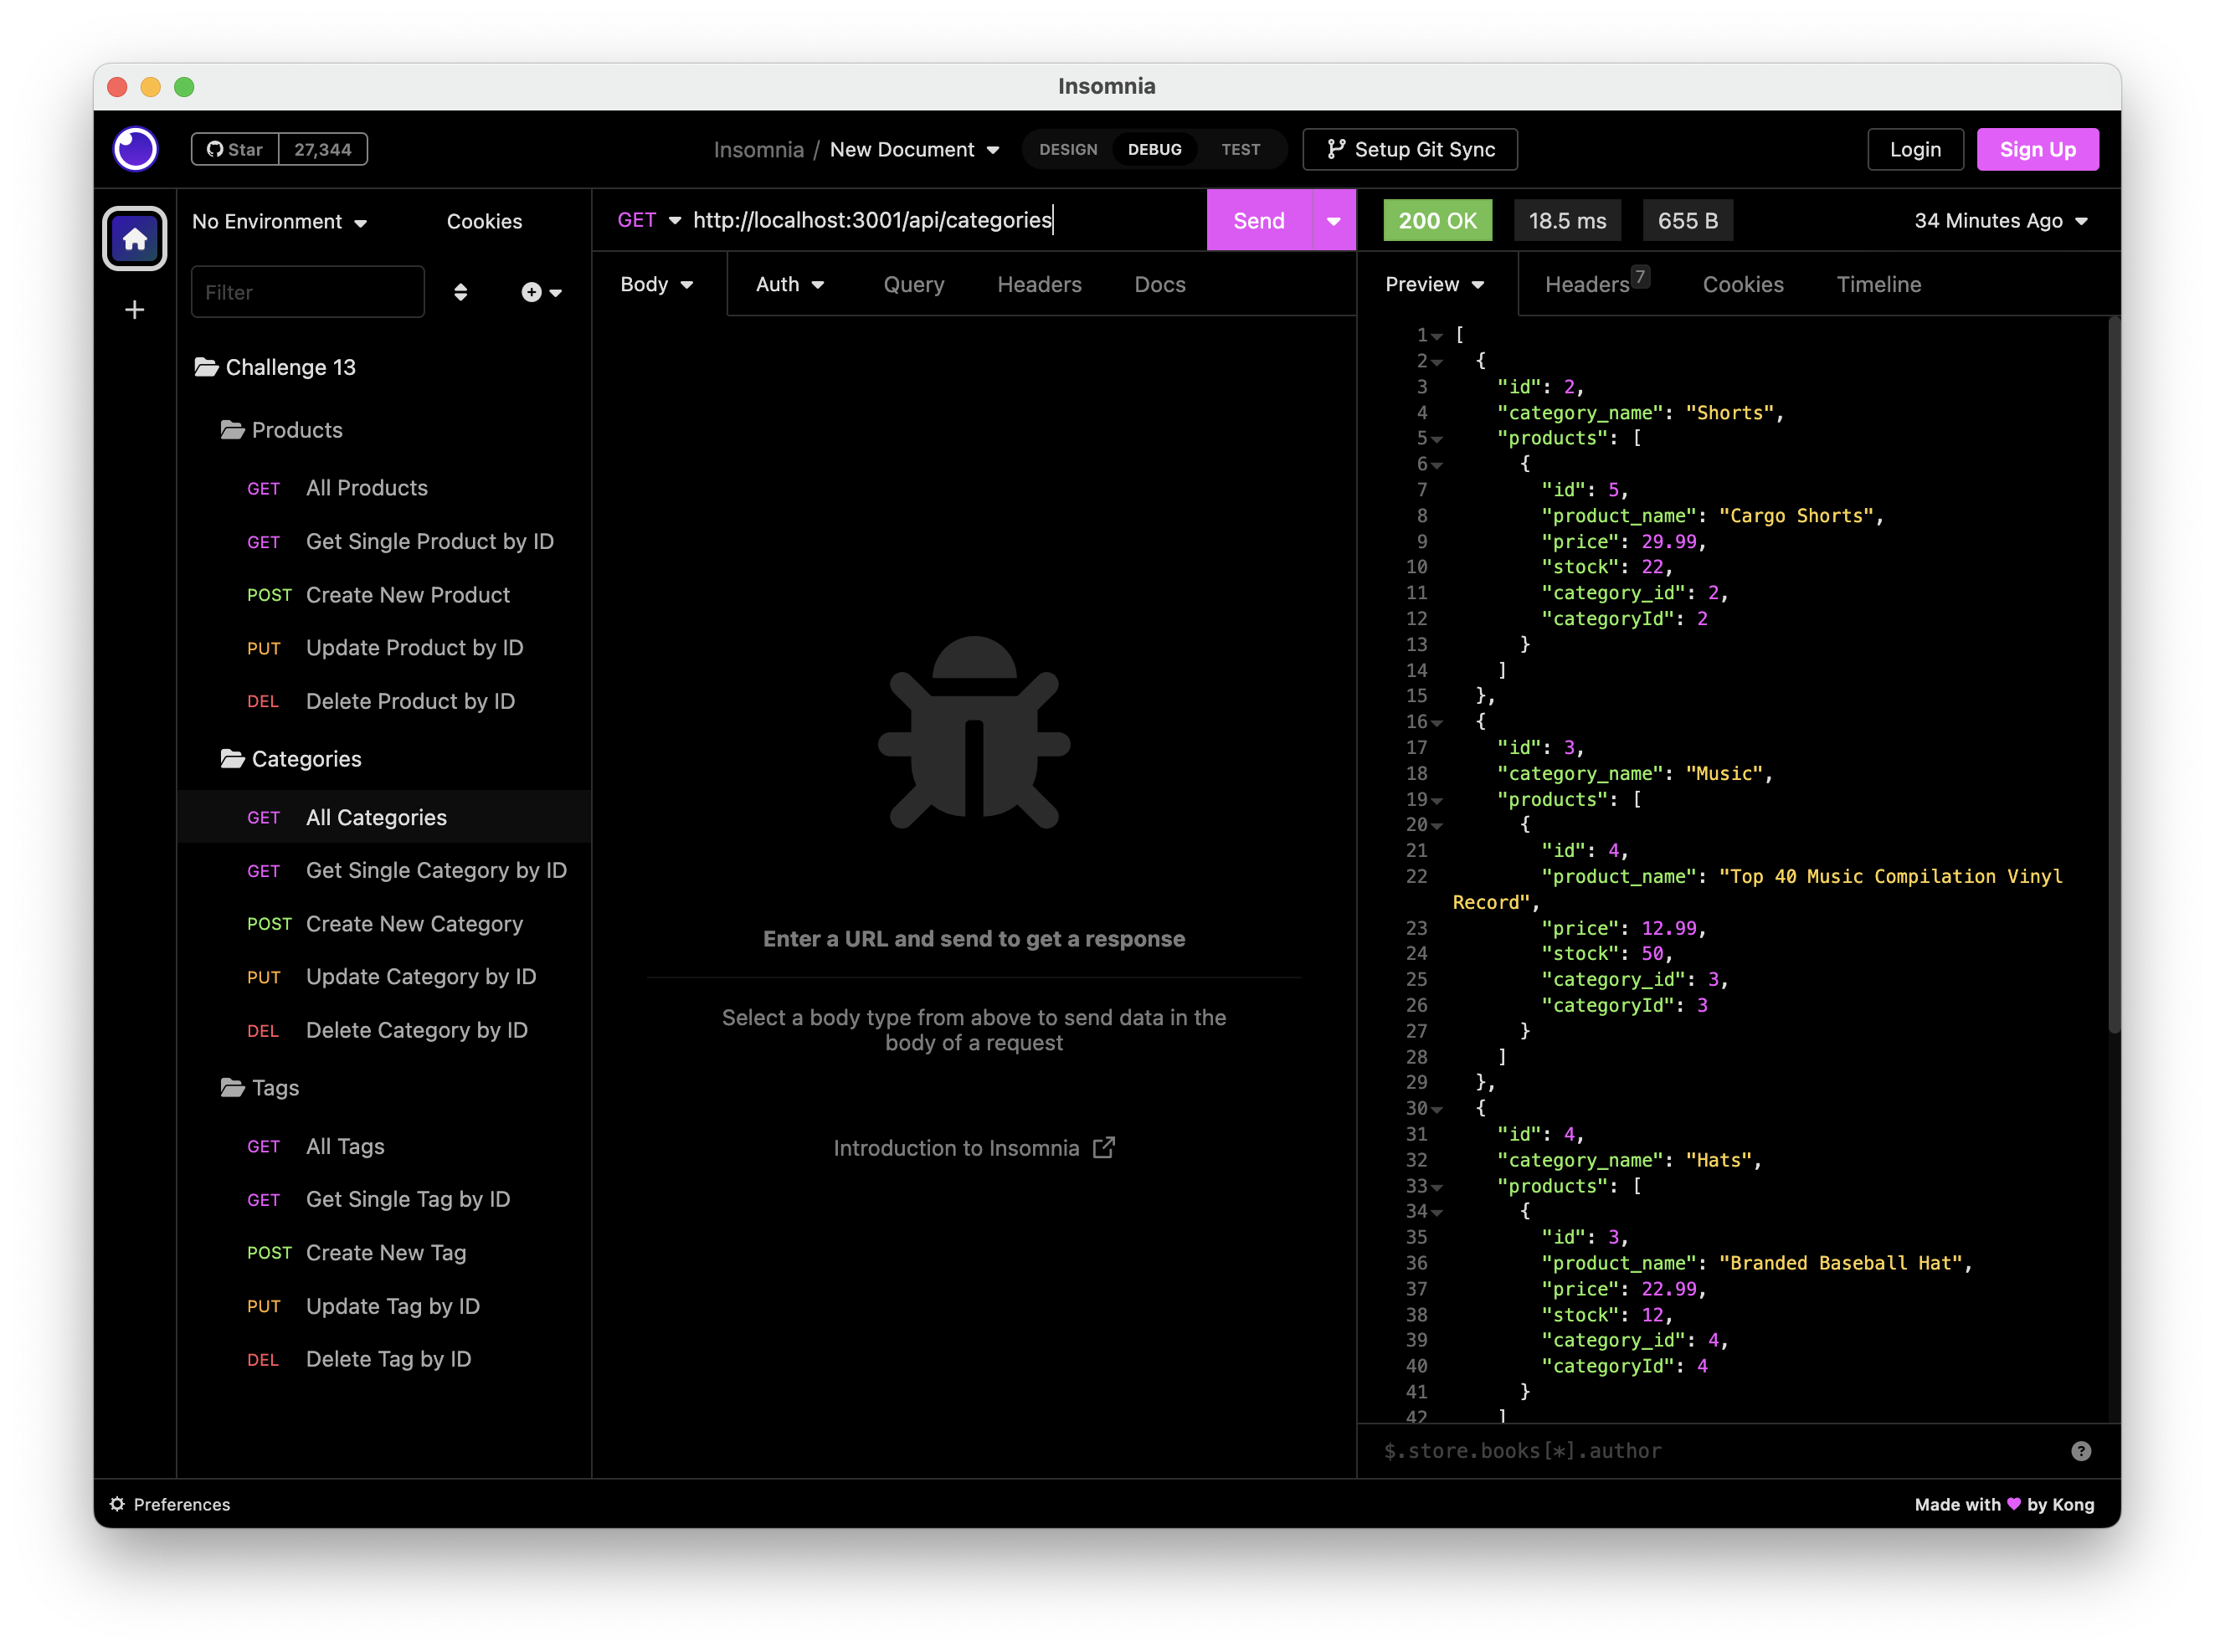 Insomnia
Star 27,344
Insomnia / New Document
DESIGN DEBUG TEST
Setup Git Sync
Login
Sign Up
No Environment
Cookies
Filter
Challenge 13
Products
GET All Products
GET Get Single Product by ID
POST Create New Product
PUT Update Product by ID
DEL Delete Product by ID
Categories
GET All Categories
GET Get Single Category by ID
POST Create New Category
PUT Update Category by ID
DEL Delete Category by ID
Tags
GET All Tags
GET Get Single Tag by ID
POST Create New Tag
PUT Update Tag by ID
DEL Delete Tag by ID
GET http://localhost:3001/api/categories
Send
Body Auth Query Headers Docs
Enter a URL and send to get a response
Select a body type from above to send data in the
body of a request
Introduction to Insomnia
200 OK 18.5 ms 655 B 34 Minutes Ago
Preview Headers 7 Cookies Timeline
1 [
2 {
3 "id": 2,
4 "category_name": "Shorts",
5 "products": [
6 {
7 "id": 5,
8 "product_name": "Cargo Shorts",
9 "price": 29.99,
10 "stock": 22,
11 "category_id": 2,
12 "categoryId": 2
13 }
14 ]
15 },
16 {
17 "id": 3,
18 "category_name": "Music",
19 "products": [
20 {
21 "id": 4,
22 "product_name": "Top 40 Music Compilation Vinyl
Record",
23 "price": 12.99,
24 "stock": 50,
25 "category_id": 3,
26 "categoryId": 3
27 }
28 ]
29 },
30 {
31 "id": 4,
32 "category_name": "Hats",
33 "products": [
34 {
35 "id": 3,
36 "product_name": "Branded Baseball Hat",
37 "price": 22.99,
38 "stock": 12,
39 "category_id": 4,
40 "categoryId": 4
41 }
42 ]
$.store.books[*].author
Preferences
Made with ♥ by Kong